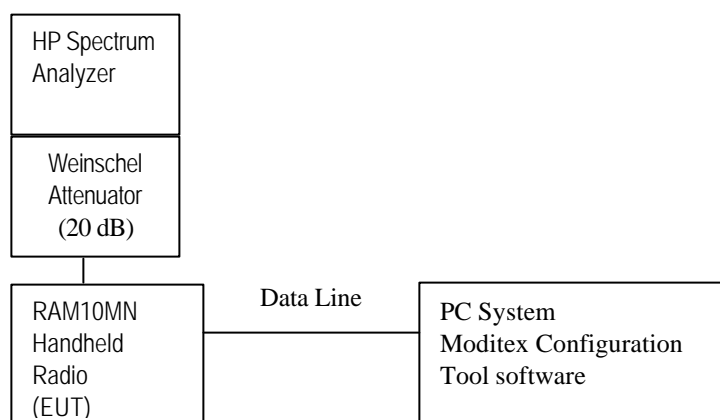 HP Spectrum
Analyzer
Weinschel
Attenuator
(20 dB)
RAM10MN
Handheld
Radio
(EUT)
Data Line
PC System
Moditex Configuration
Tool software